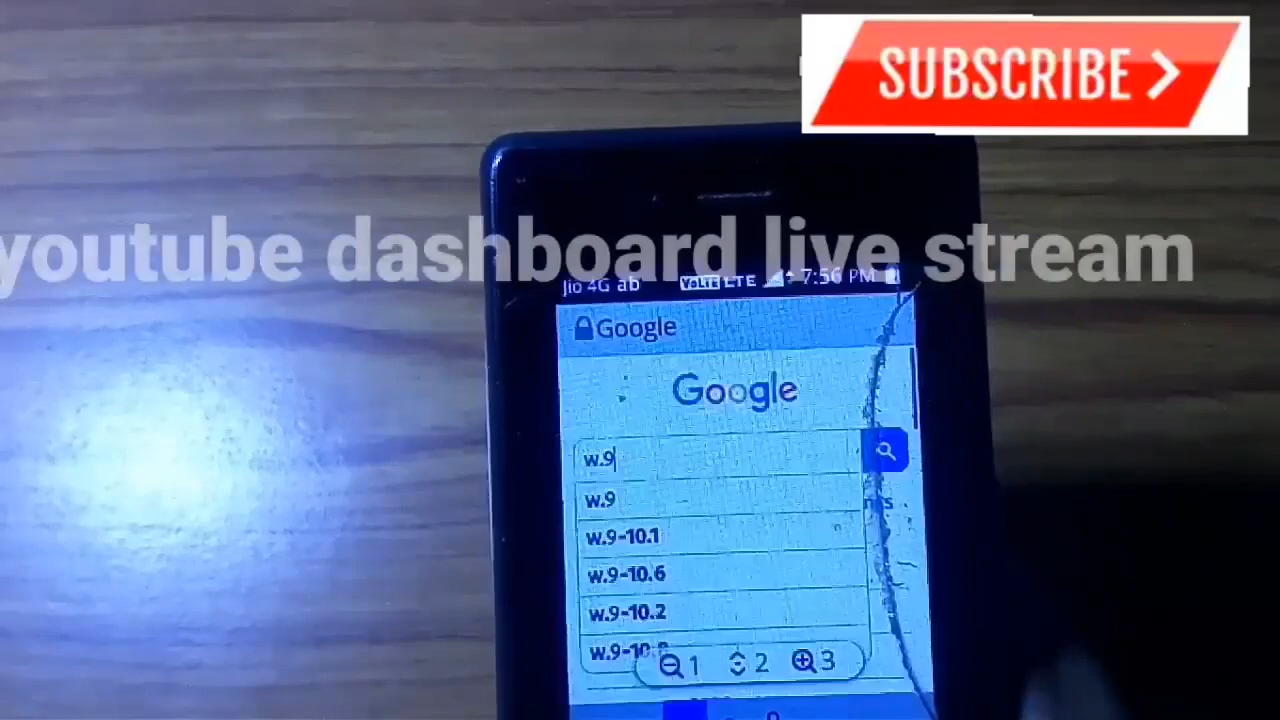 SUBSCRIBE
youtube dashboard live stream
Jio 4G ab VoLTE LTE 7:56 PM
Google
Google
w.9
w.9
w.9-10.1
w.9-10.6
w.9-10.2
1 2 3